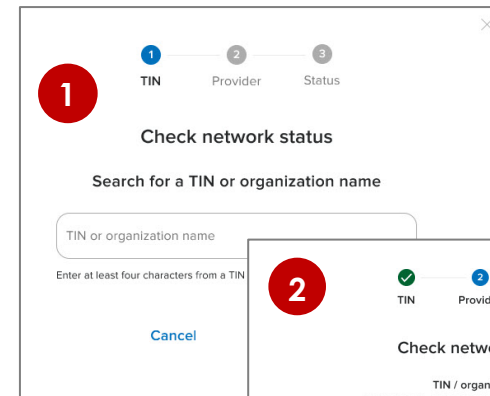 1 2 3
TIN Provider Status
1
Check network status
Search for a TIN or organization name
TIN or organization name
Enter at least four characters from a TIN
Cancel
2
2
TIN Provid
Check netw
TIN / organ